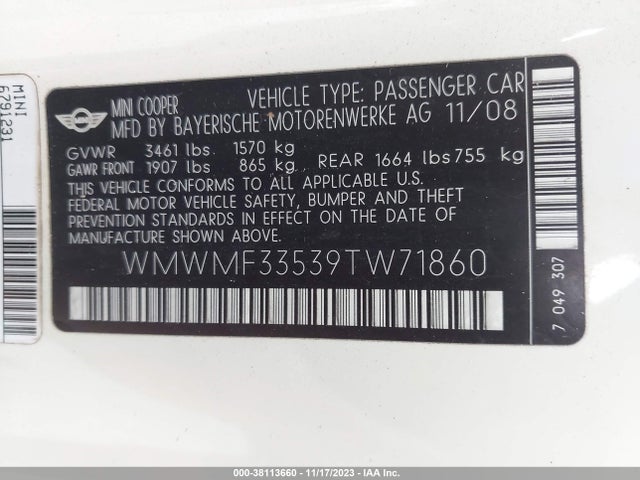 MINI
6791231
MINI COOPER
VEHICLE TYPE: PASSENGER CAR
MFD BY BAYERISCHE MOTORENWERKE AG 11/08
GVWR 3461 lbs. 1570 kg
GAWR FRONT 1907 lbs 865 kg, REAR 1664 lbs 755 kg
THIS VEHICLE CONFORMS TO ALL APPLICABLE U.S.
FEDERAL MOTOR VEHICLE SAFETY, BUMPER AND THEFT
PREVENTION STANDARDS IN EFFECT ON THE DATE OF
MANUFACTURE SHOWN ABOVE.
WMWMF33539TW71860
7 049 307
000-38113660 - 11/17/2023 - IAA Inc.